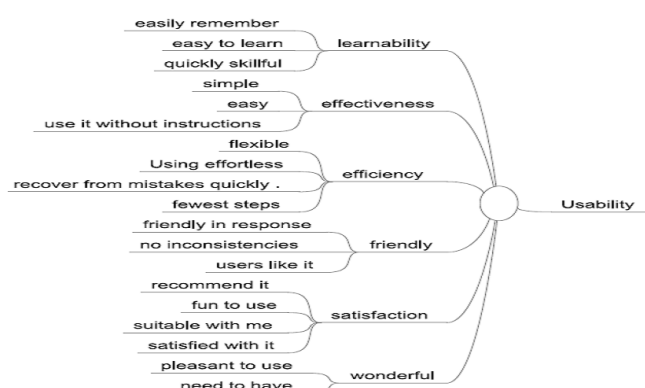 easily remember
easy to learn
quickly skillful
learnability
simple
easy
use it without instructions
effectiveness
flexible
Using effortless
recover from mistakes quickly .
fewest steps
efficiency
friendly in response
no inconsistencies
users like it
friendly
recommend it
fun to use
suitable with me
satisfied with it
satisfaction
pleasant to use
need to have
wonderful
Usability